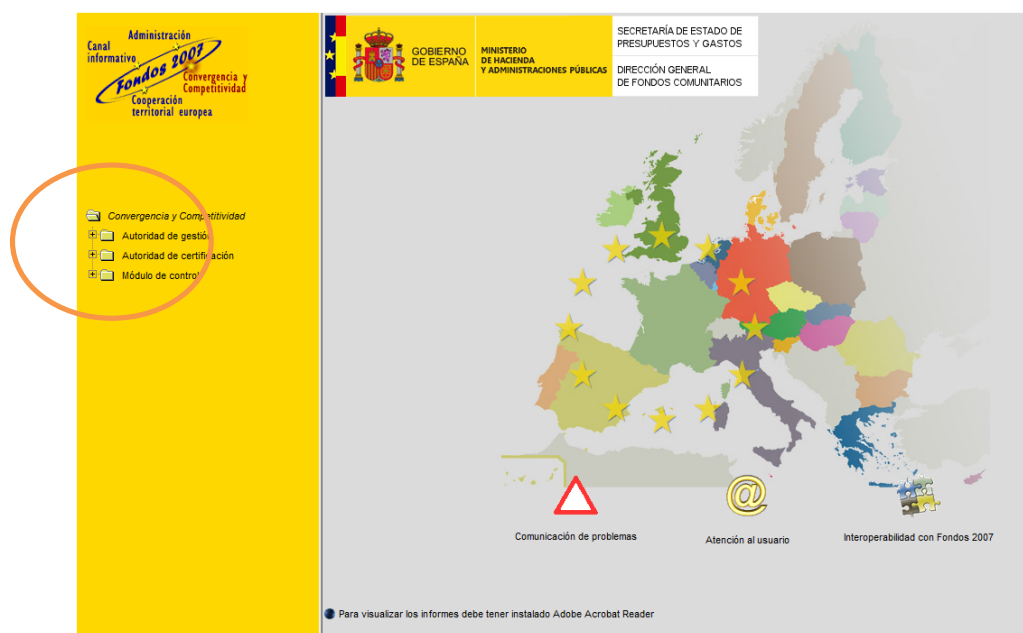 Administración
Canal
informativo
Fondos 2007
Convergencia y
Competitividad
Cooperación
territorial europea
GOBIERNO
DE ESPAÑA
MINISTERIO
DE HACIENDA
Y ADMINISTRACIONES PÚBLICAS
SECRETARÍA DE ESTADO DE
PRESUPUESTOS Y GASTOS
DIRECCIÓN GENERAL
DE FONDOS COMUNITARIOS
Convergencia y Competitividad
Autoridad de gestión
Autoridad de certificación
Módulo de control
@
Comunicación de problemas
Atención al usuario
Interoperabilidad con Fondos 2007
Para visualizar los informes debe tener instalado Adobe Acrobat Reader